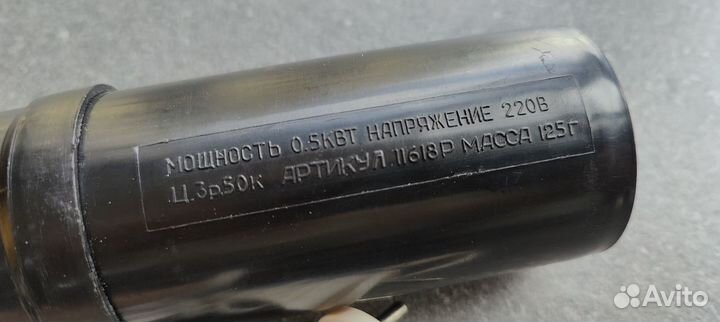 МОЩНОСТЬ 0.5КВТ НАПРЯЖЕНИЕ 220В
Ц.3р.50к АРТИКУЛ 11618Р МАССА 125Г
Avito